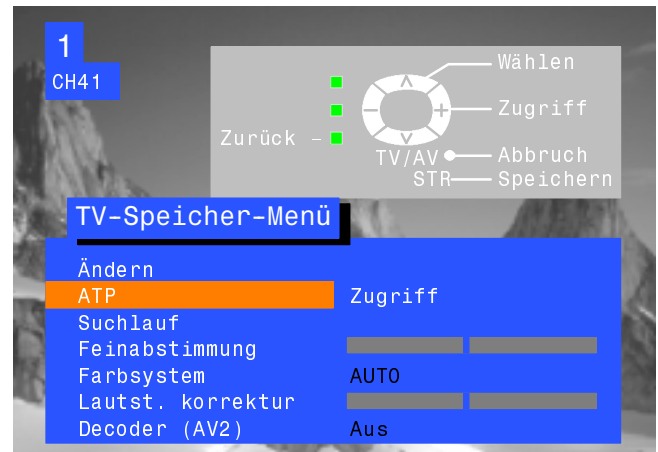 1
CH41
Wählen
Zugriff
Zurück –
TV/AV Abbruch
STR Speichern
TV-Speicher-Menü
Ändern
ATP Zugriff
Suchlauf
Feinabstimmung
Farbsystem AUTO
Lautst. korrektur
Decoder (AV2) Aus